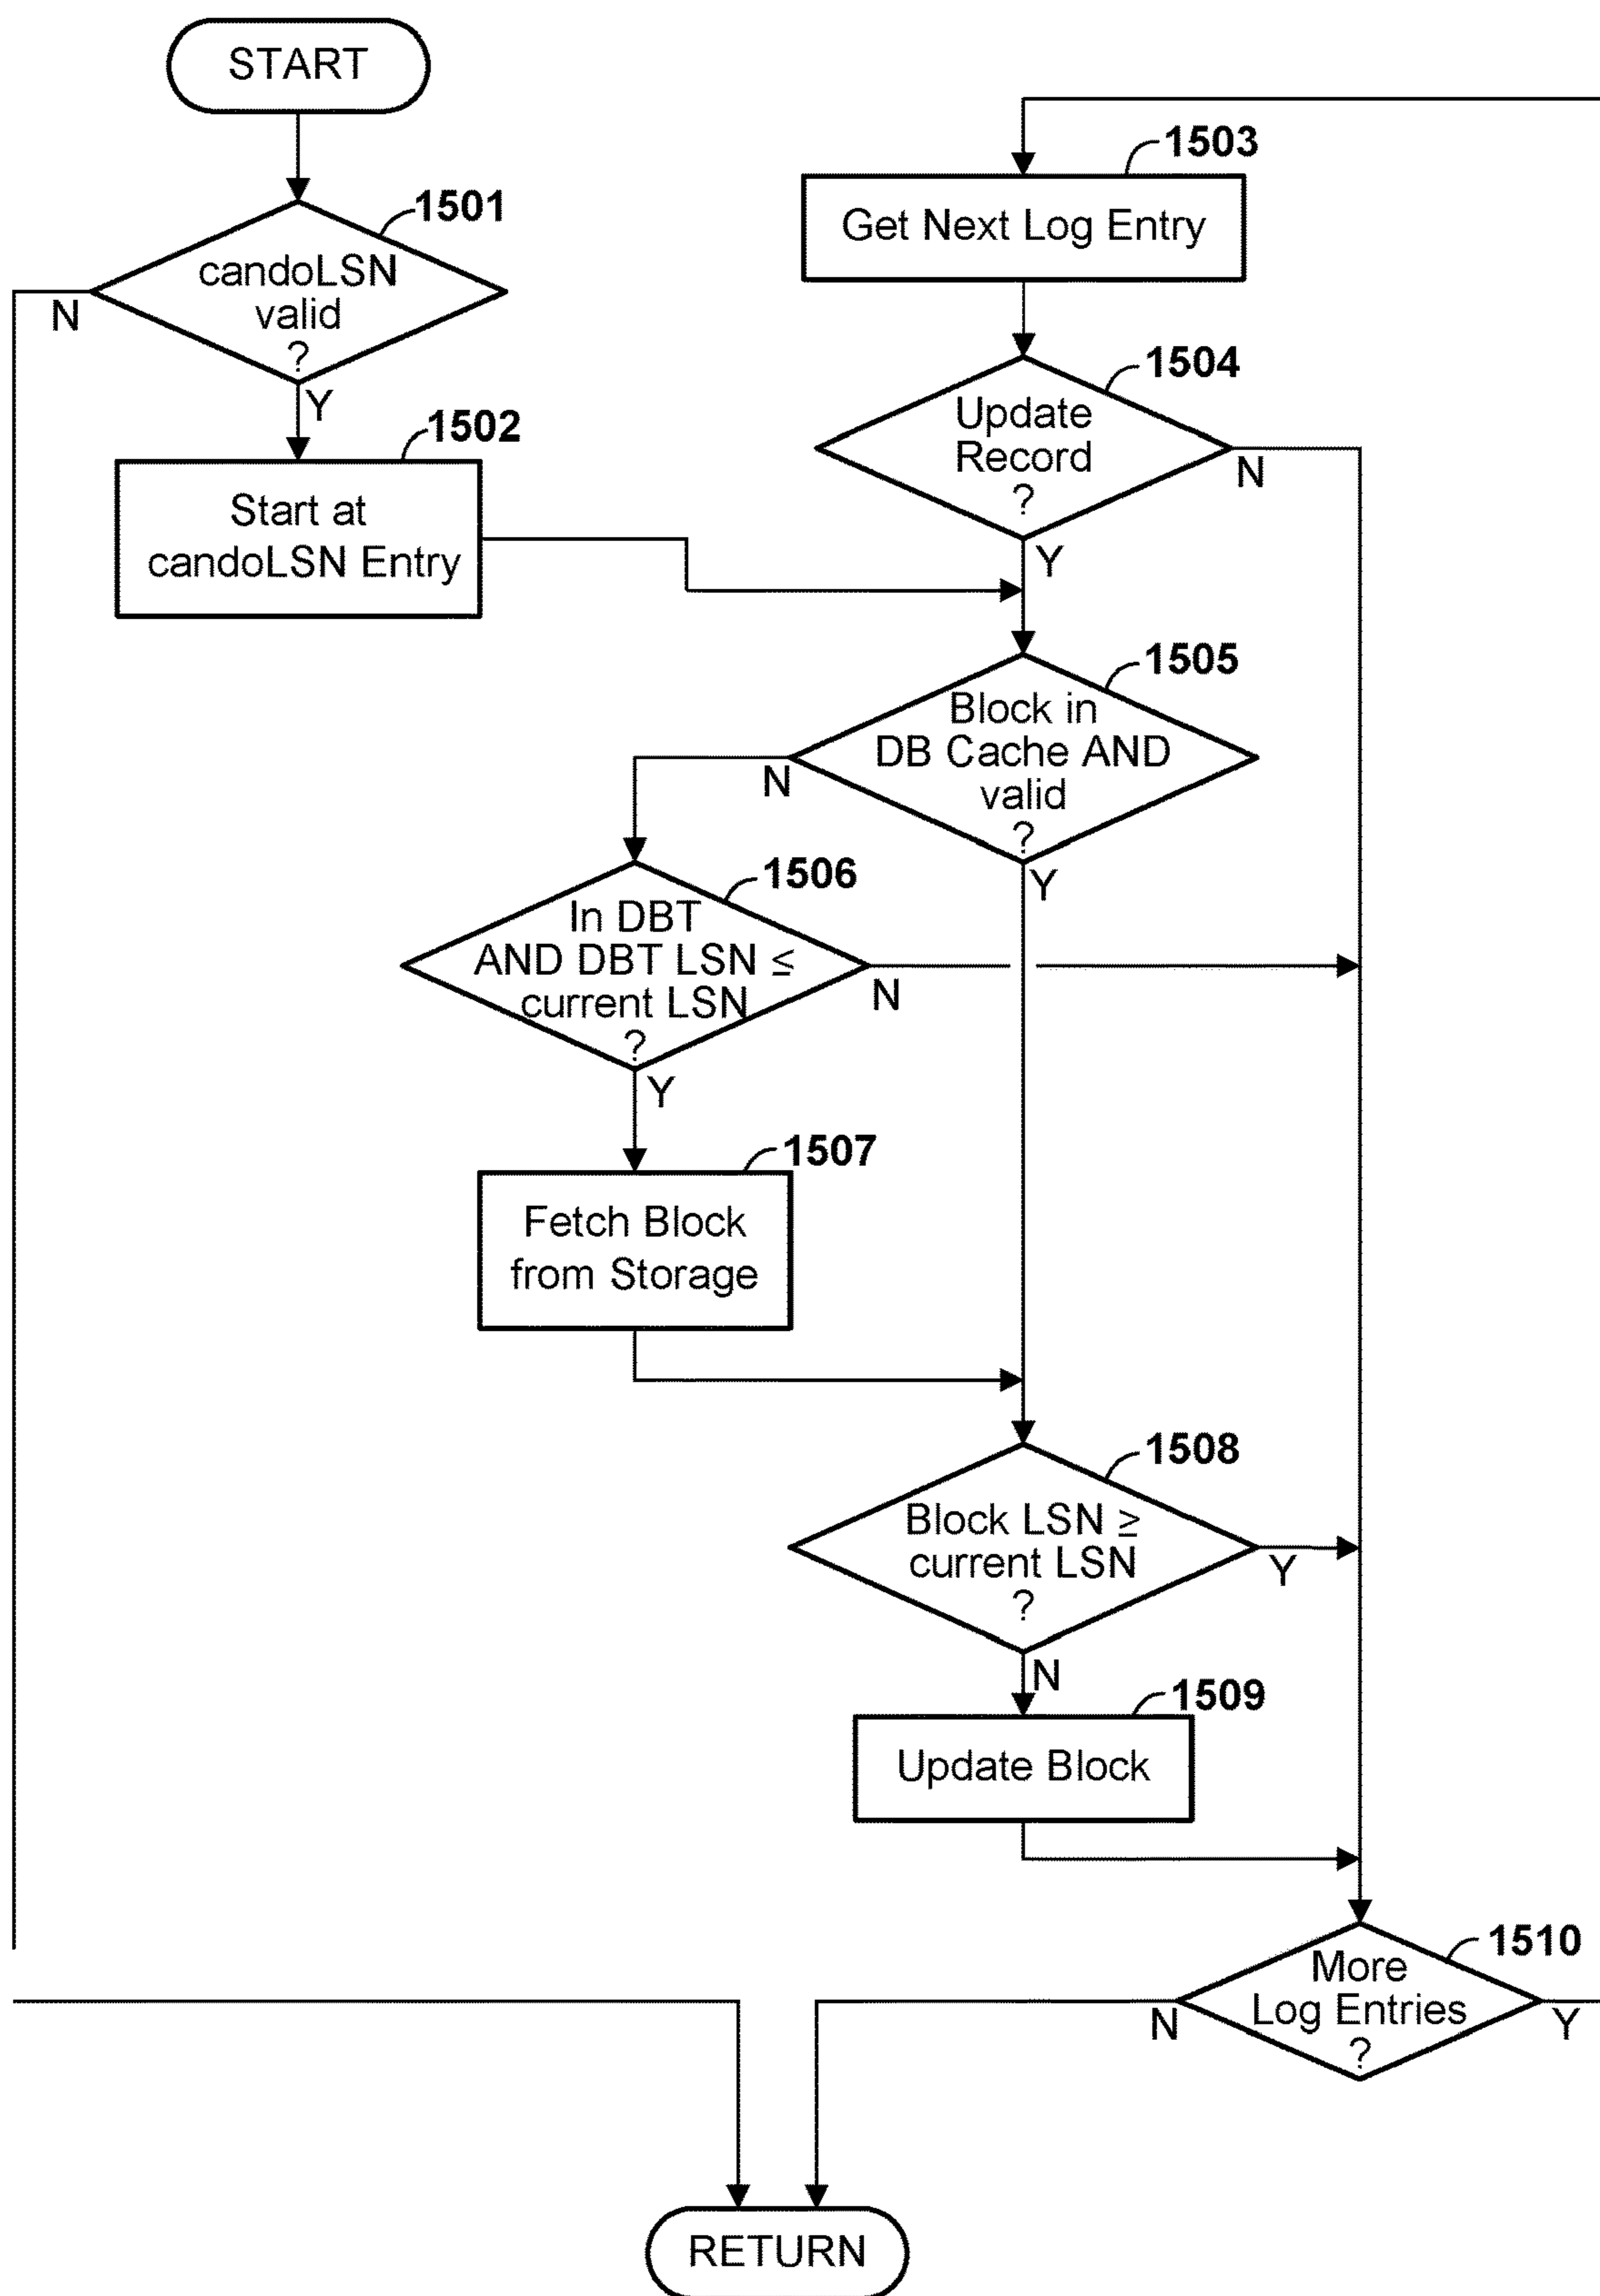 START
1501
candoLSN
valid
?
N
Y
1502
Start at
candoLSN Entry
1503
Get Next Log Entry
1504
Update
Record
?
N
Y
1505
Block in
DB Cache AND
valid
?
N
Y
1506
In DBT
AND DBT LSN ≤
current LSN
?
N
Y
1507
Fetch Block
from Storage
1508
Block LSN ≥
current LSN
?
Y
N
1509
Update Block
1510
More
Log Entries
?
N
Y
RETURN